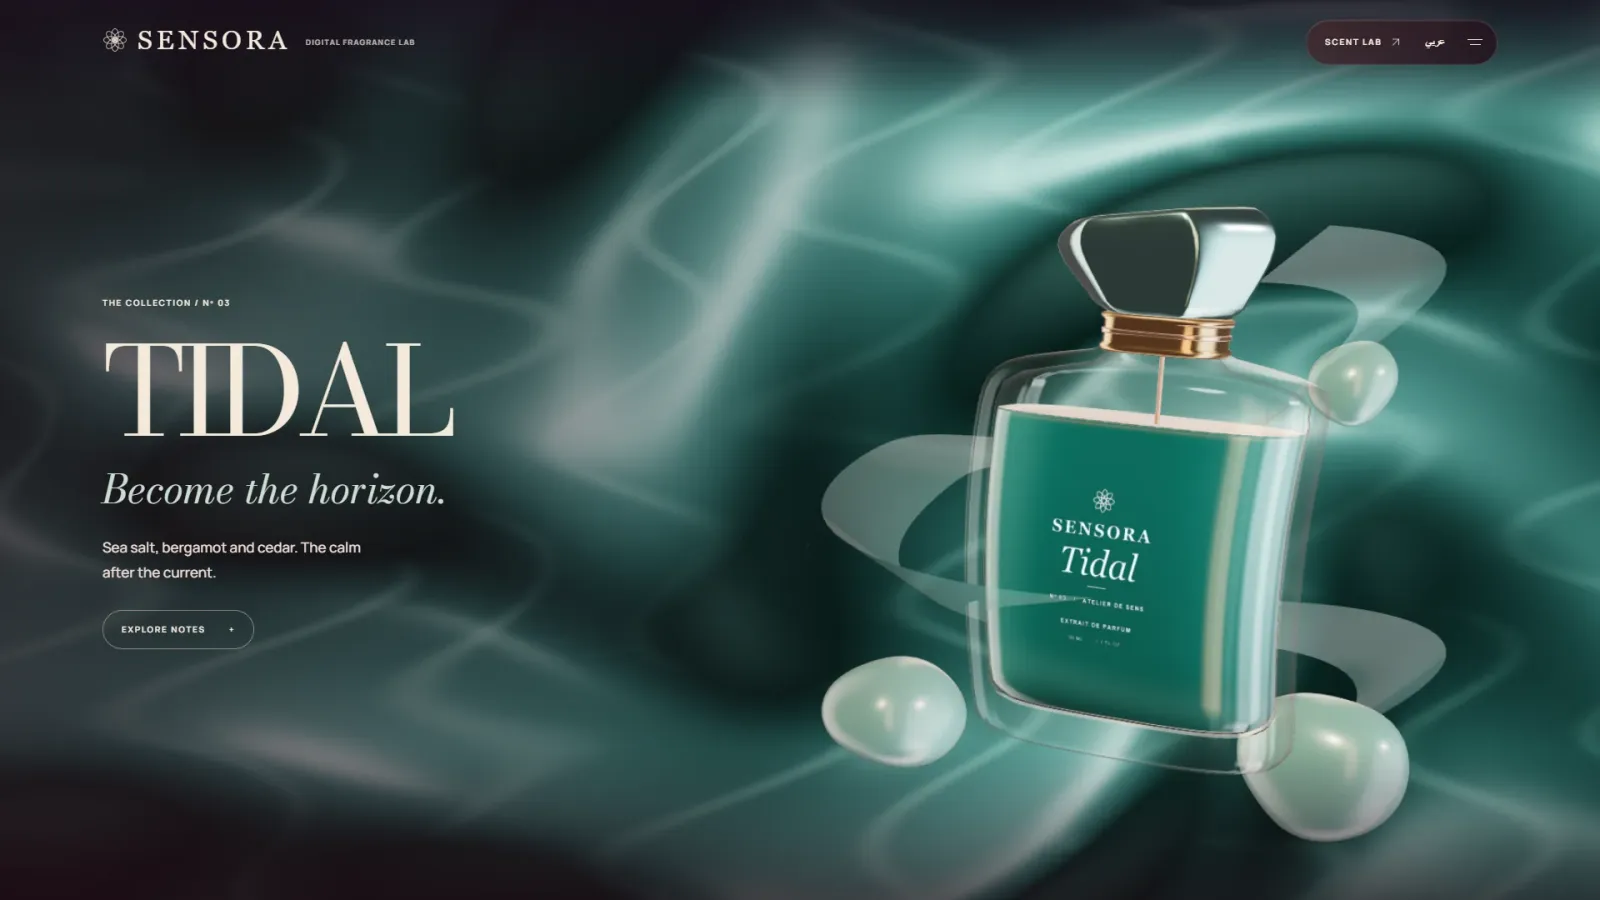 SENSORA DIGITAL FRAGRANCE LAB
SCENT LAB عربي
THE COLLECTION / Nº 03
TIDAL
Become the horizon.
Sea salt, bergamot and cedar. The calm
after the current.
EXPLORE NOTES +
SENSORA
Tidal
ATELIER DE SENS
EXTRAIT DE PARFUM